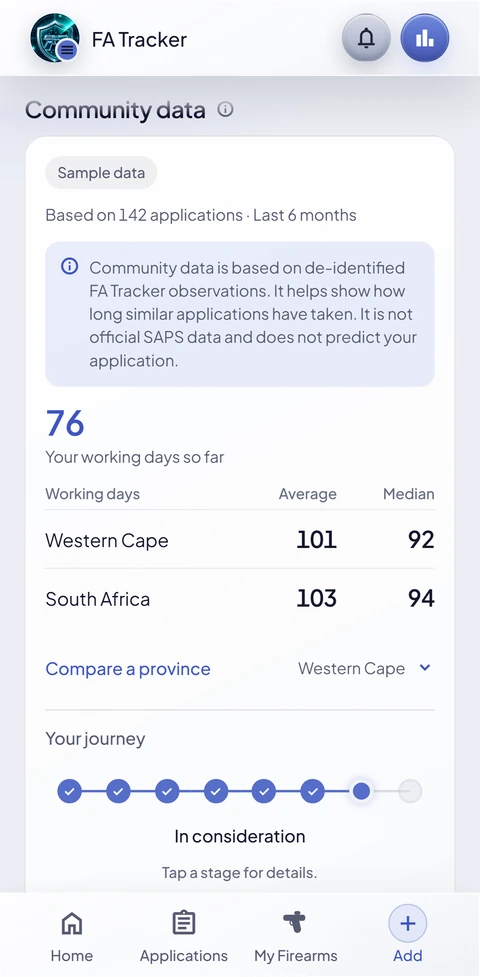 FA Tracker
Community data
Sample data
Based on 142 applications · Last 6 months
Community data is based on de-identified
FA Tracker observations. It helps show how
long similar applications have taken. It is not
official SAPS data and does not predict your
application.
76
Your working days so far
Working days Average Median
Western Cape 101 92
South Africa 103 94
Compare a province Western Cape
Your journey
In consideration
Tap a stage for details.
Home Applications My Firearms Add